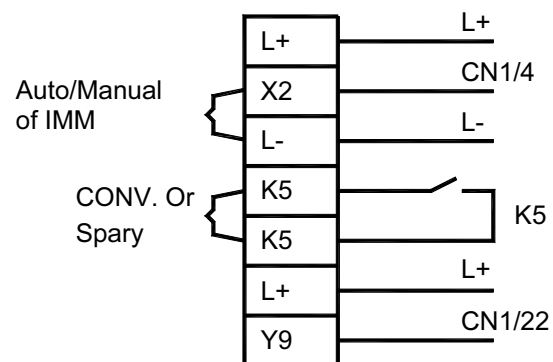 L+ L+
X2 CN1/4
Auto/Manual
of IMM
L- L-
K5
CONV. Or
Spary
K5
K5
L+ L+
Y9 CN1/22